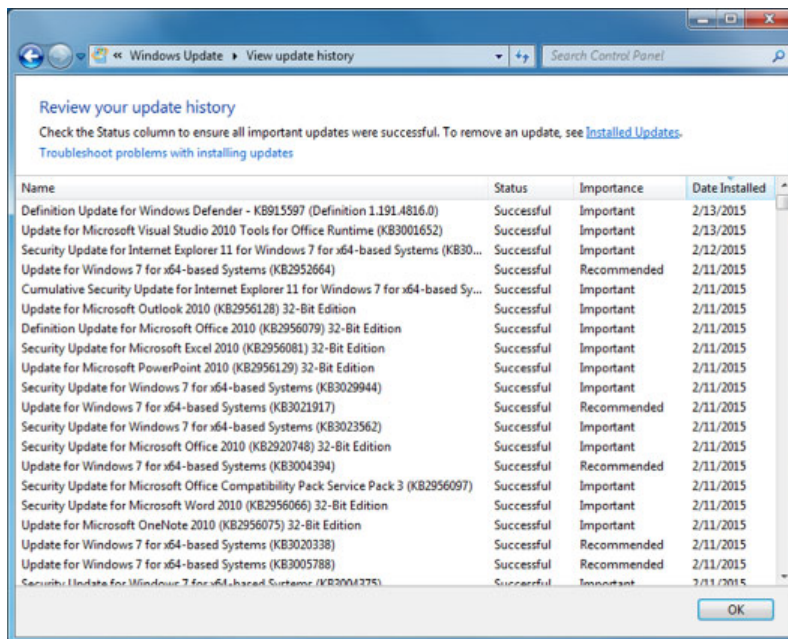 « Windows Update ▸ View update history
Search Control Panel
Review your update history
Check the Status column to ensure all important updates were successful. To remove an update, see Installed Updates.
Troubleshoot problems with installing updates
Name Status Importance Date Installed
Definition Update for Windows Defender - KB915597 (Definition 1.191.4816.0) Successful Important 2/13/2015
Update for Microsoft Visual Studio 2010 Tools for Office Runtime (KB3001652) Successful Important 2/13/2015
Security Update for Internet Explorer 11 for Windows 7 for x64-based Systems (KB30... Successful Important 2/12/2015
Update for Windows 7 for x64-based Systems (KB2952664) Successful Recommended 2/11/2015
Cumulative Security Update for Internet Explorer 11 for Windows 7 for x64-based Sy... Successful Important 2/11/2015
Update for Microsoft Outlook 2010 (KB2956128) 32-Bit Edition Successful Important 2/11/2015
Definition Update for Microsoft Office 2010 (KB2956079) 32-Bit Edition Successful Important 2/11/2015
Security Update for Microsoft Excel 2010 (KB2956081) 32-Bit Edition Successful Important 2/11/2015
Update for Microsoft PowerPoint 2010 (KB2956129) 32-Bit Edition Successful Important 2/11/2015
Security Update for Windows 7 for x64-based Systems (KB3029944) Successful Important 2/11/2015
Update for Windows 7 for x64-based Systems (KB3021917) Successful Recommended 2/11/2015
Security Update for Windows 7 for x64-based Systems (KB3023562) Successful Important 2/11/2015
Security Update for Microsoft Office 2010 (KB2920748) 32-Bit Edition Successful Important 2/11/2015
Update for Windows 7 for x64-based Systems (KB3004394) Successful Recommended 2/11/2015
Security Update for Microsoft Office Compatibility Pack Service Pack 3 (KB2956097) Successful Important 2/11/2015
Security Update for Microsoft Word 2010 (KB2956066) 32-Bit Edition Successful Important 2/11/2015
Update for Microsoft OneNote 2010 (KB2956075) 32-Bit Edition Successful Important 2/11/2015
Update for Windows 7 for x64-based Systems (KB3020338) Successful Recommended 2/11/2015
Update for Windows 7 for x64-based Systems (KB3005788) Successful Recommended 2/11/2015
Security Update for Windows 7 for x64-based Systems (KB3004375) Successful Important 2/11/2015
OK